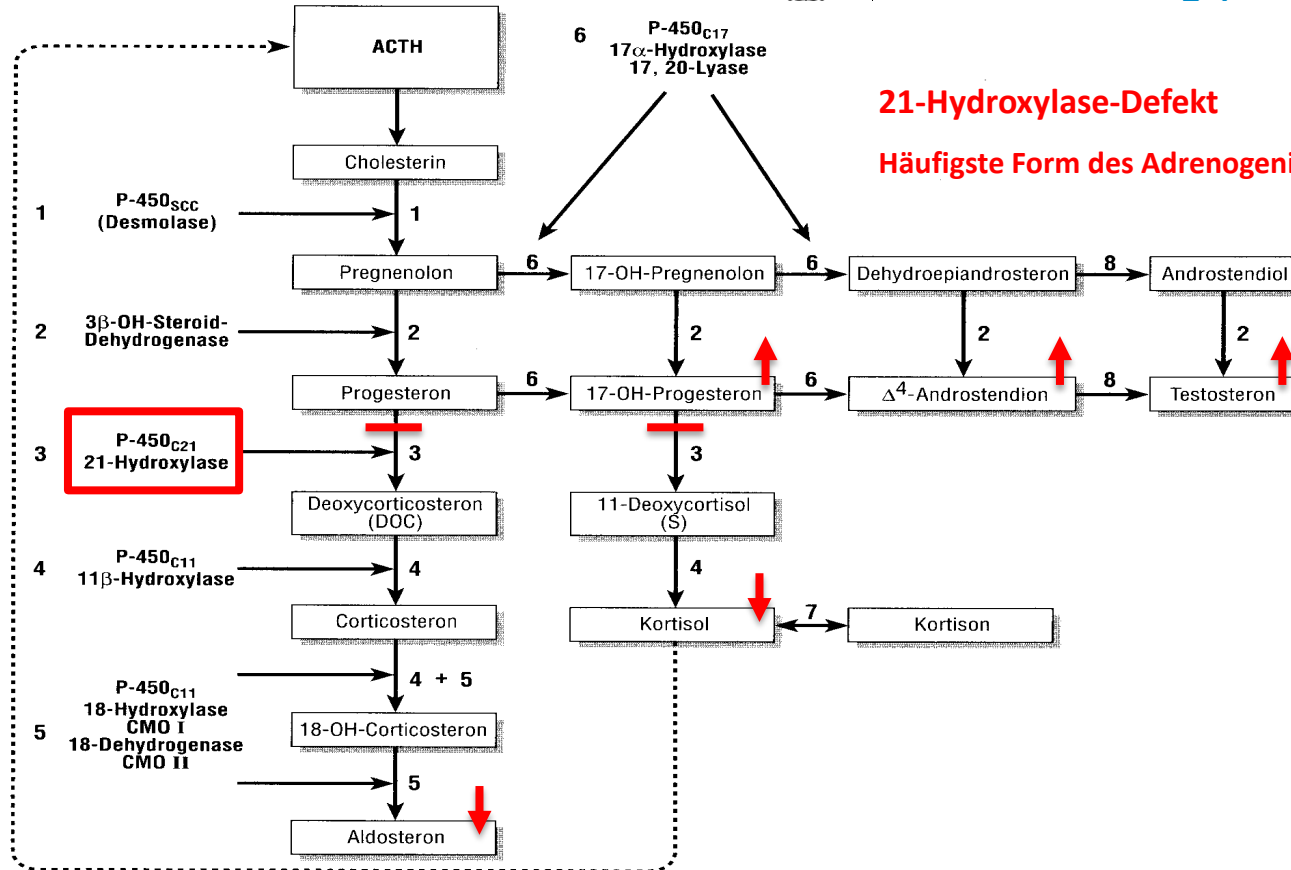 6
P-450C17
17α-Hydroxylase
17, 20-Lyase
ACTH
21-Hydroxylase-Defekt
Häufigste Form des Adrenogeni
Cholesterin
1
P-450SCC
(Desmolase)
1
Pregnenolon
6
17-OH-Pregnenolon
6
Dehydroepiandrosteron
8
Androstendiol
2
3β-OH-Steroid-
Dehydrogenase
2
2
2
2
Progesteron
6
17-OH-Progesteron
6
Δ4-Androstendion
8
Testosteron
3
P-450C21
21-Hydroxylase
3
3
Deoxycorticosteron
(DOC)
11-Deoxycortisol
(S)
4
P-450C11
11β-Hydroxylase
4
4
Corticosteron
Kortisol
7
Kortison
4 + 5
5
P-450C11
18-Hydroxylase
CMO I
18-Dehydrogenase
CMO II
18-OH-Corticosteron
5
Aldosteron